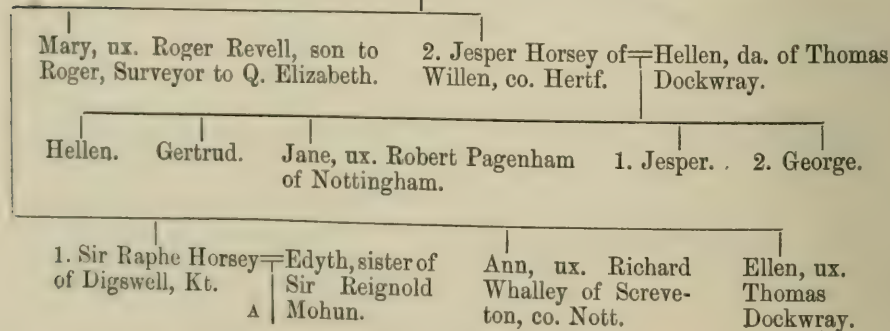 Mary, ux. Roger Revell, son to
Roger, Surveyor to Q. Elizabeth.
2. Jesper Horsey of
Willen, co. Hertf.
Hellen, da. of Thomas
Dockwray.
Hellen.
Gertrud.
Jane, ux. Robert Pagenham
of Nottingham.
1. Jesper.
2. George.
1. Sir Raphe Horsey
of Digswell, Kt.
A
Edyth, sister of
Sir Reignold
Mohun.
Ann, ux. Richard
Whalley of Screve-
ton, co. Nott.
Ellen, ux.
Thomas
Dockwray.